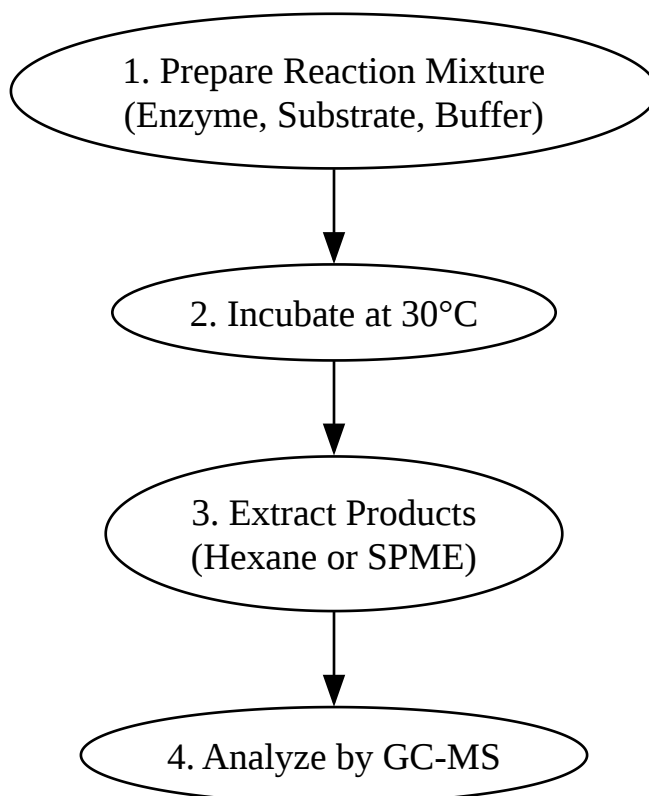 1. Prepare Reaction Mixture
(Enzyme, Substrate, Buffer)
2. Incubate at 30°C
3. Extract Products
(Hexane or SPME)
4. Analyze by GC-MS